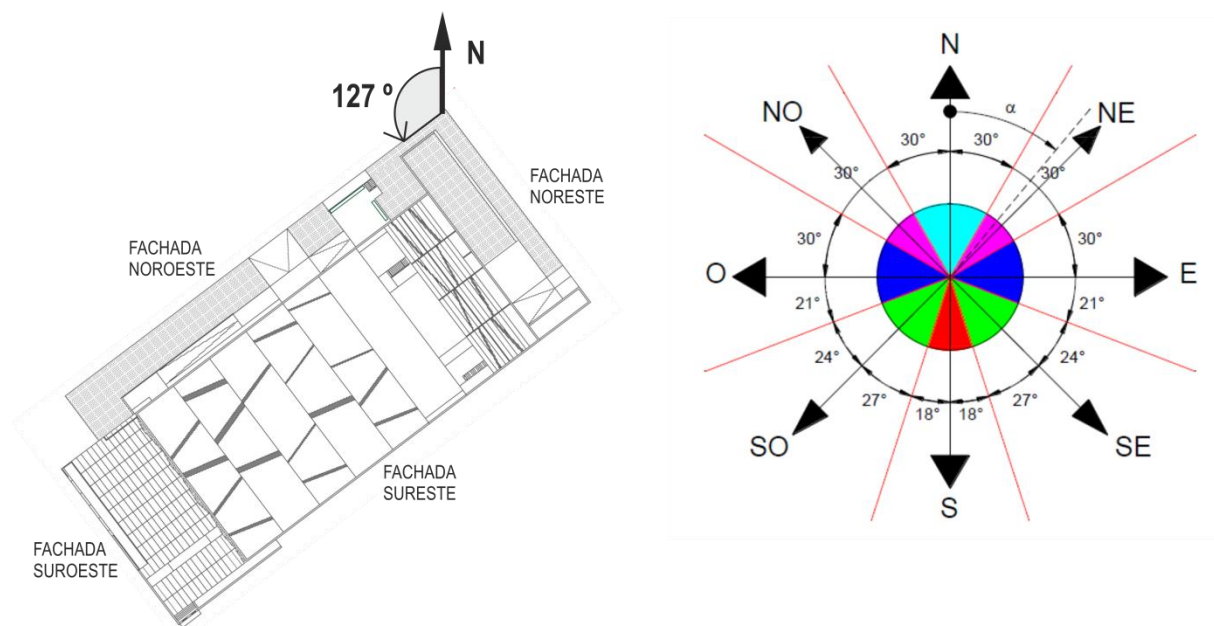 N
127 º
FACHADA
NORESTE
FACHADA
NOROESTE
FACHADA
SURESTE
FACHADA
SUROESTE
N
α
NO
NE
30°
30°
30°
30°
30°
30°
O
E
21°
21°
24°
24°
27°
18°
18°
27°
SO
SE
S